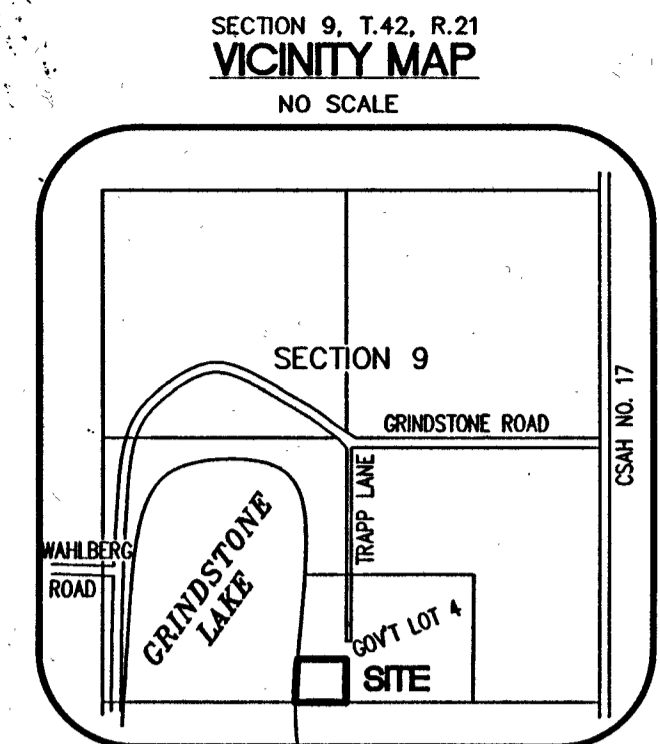 SECTION 9, T.42, R.21
VICINITY MAP
NO SCALE
SECTION 9
GRINDSTONE ROAD
CSAH NO. 17
TRAPP LANE
WAHLBERG
ROAD
GRINDSTONE
LAKE
GOV'T LOT 4
SITE